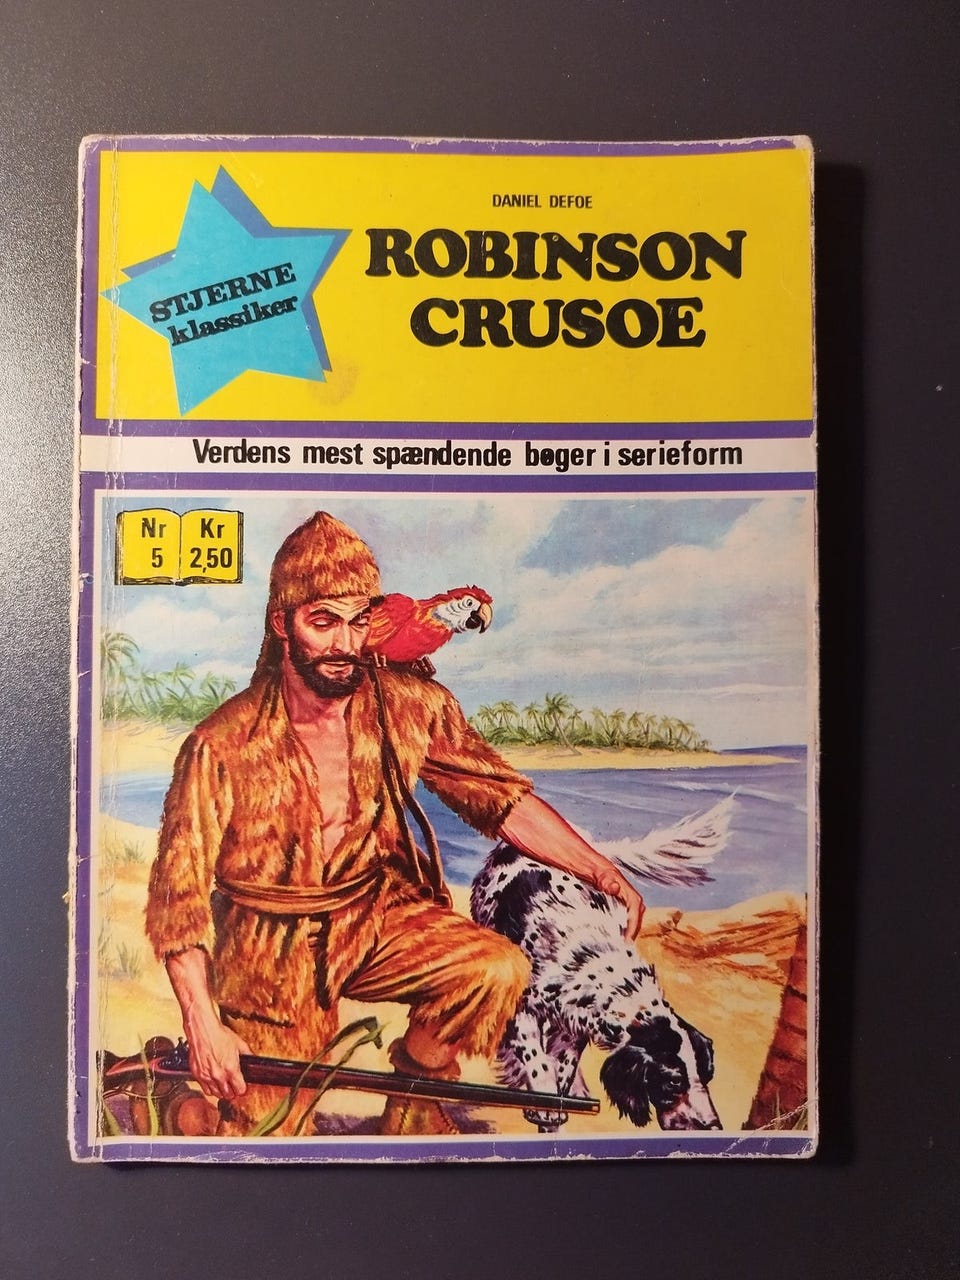 DANIEL DEFOE
ROBINSON
CRUSOE
STJERNE
klassiker
Verdens mest spændende bøger i serieform
Nr
5
Kr
2,50